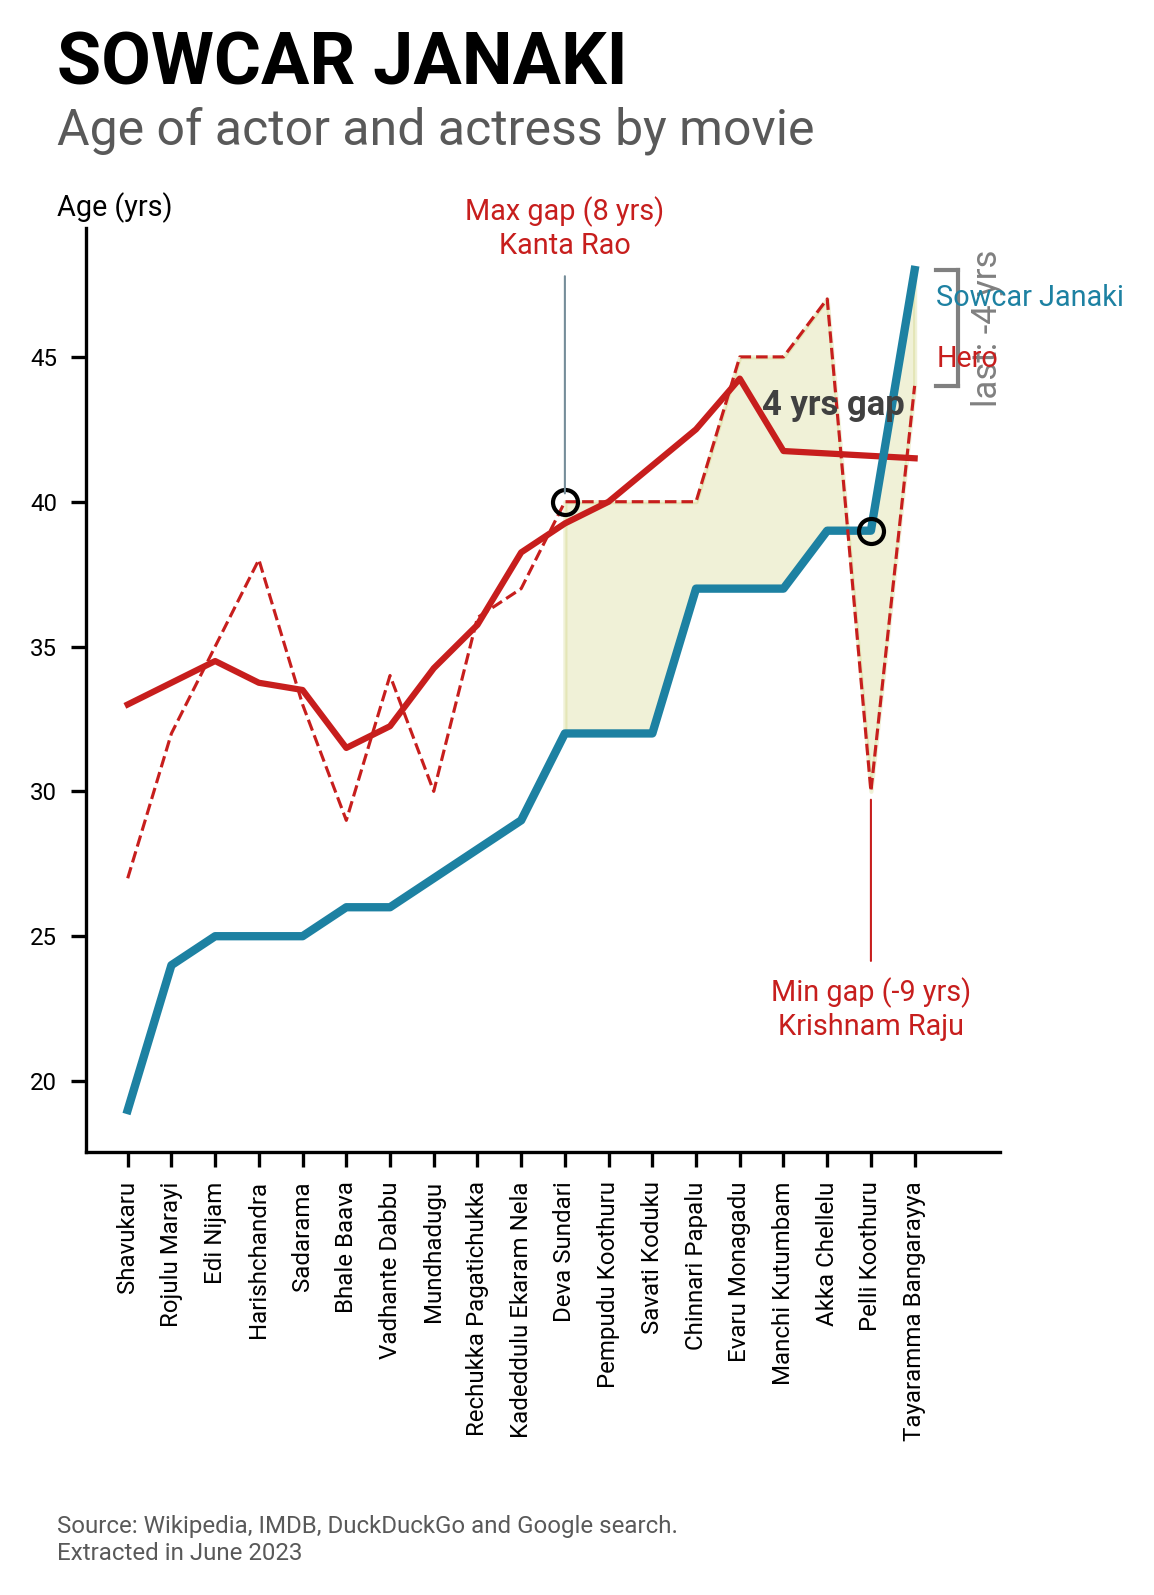 SOWCAR JANAKI
Age of actor and actress by movie
Age (yrs)
Max gap (8 yrs)
Kanta Rao
Sowcar Janaki
Hero
last: -4 yrs
4 yrs gap
45
40
35
30
25
20
Min gap (-9 yrs)
Krishnam Raju
Shavukaru
Rojulu Marayi
Edi Nijam
Harishchandra
Sadarama
Bhale Baava
Vadhante Dabbu
Mundhadugu
Rechukka Pagatichukka
Kadeddulu Ekaram Nela
Deva Sundari
Pempudu Koothuru
Savati Koduku
Chinnari Papalu
Evaru Monagadu
Manchi Kutumbam
Akka Chellelu
Pelli Koothuru
Tayaramma Bangarayya
Source: Wikipedia, IMDB, DuckDuckGo and Google search.
Extracted in June 2023